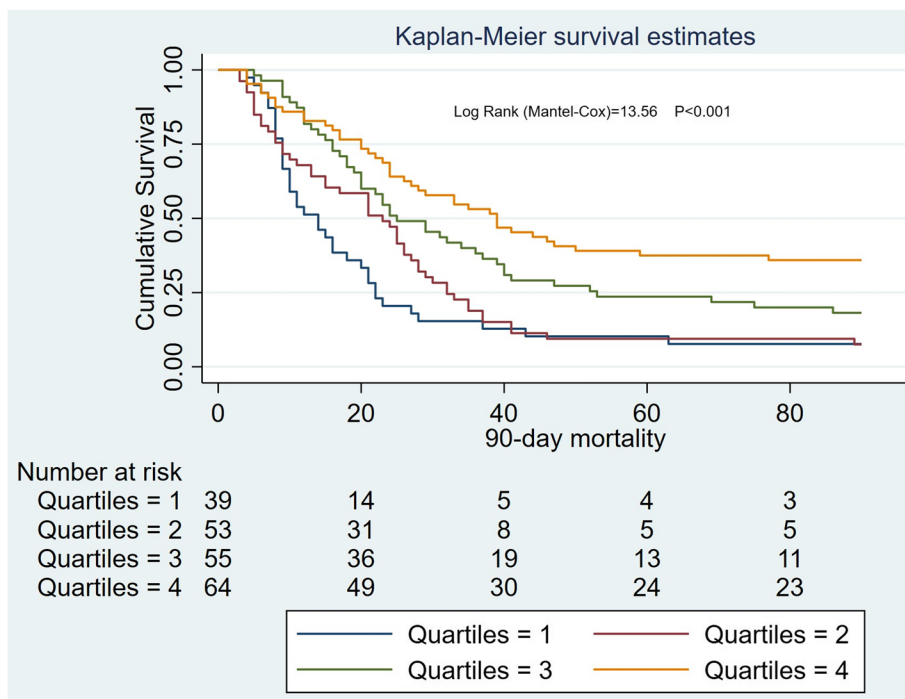 Kaplan-Meier survival estimates
Log Rank (Mantel-Cox)=13.56 P<0.001
Cumulative Survival
1.00
0.75
0.50
0.25
0.00
0 20 40 60 80
90-day mortality
Number at risk
Quartiles = 1 39 14 5 4 3
Quartiles = 2 53 31 8 5 5
Quartiles = 3 55 36 19 13 11
Quartiles = 4 64 49 30 24 23
Quartiles = 1 Quartiles = 2
Quartiles = 3 Quartiles = 4